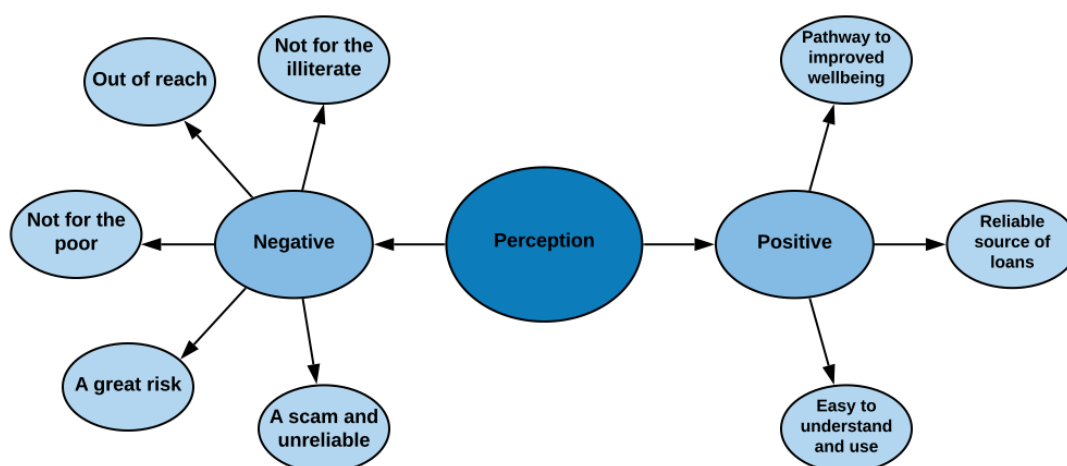 Not for the
illiterate
Out of reach
Not for the
poor
Negative
A great risk
A scam and
unreliable
Perception
Positive
Pathway to
improved
wellbeing
Reliable
source of
loans
Easy to
understand
and use